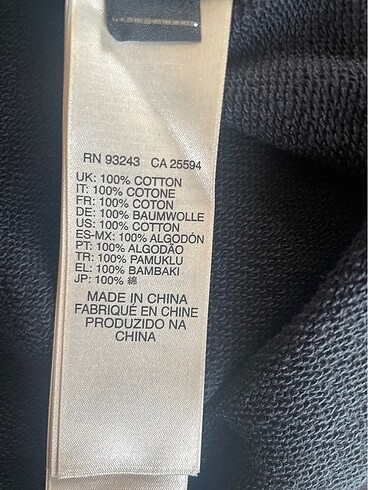 RN 93243 CA 25594
UK: 100% COTTON
IT: 100% COTONE
FR: 100% COTON
DE: 100% BAUMWOLLE
US: 100% COTTON
ES-MX: 100% ALGODÓN
PT: 100% ALGODÃO
TR: 100% PAMUKLU
EL: 100% BAMBAKI
JP: 100% 綿
MADE IN CHINA
FABRIQUÉ EN CHINE
PRODUZIDO NA
CHINA